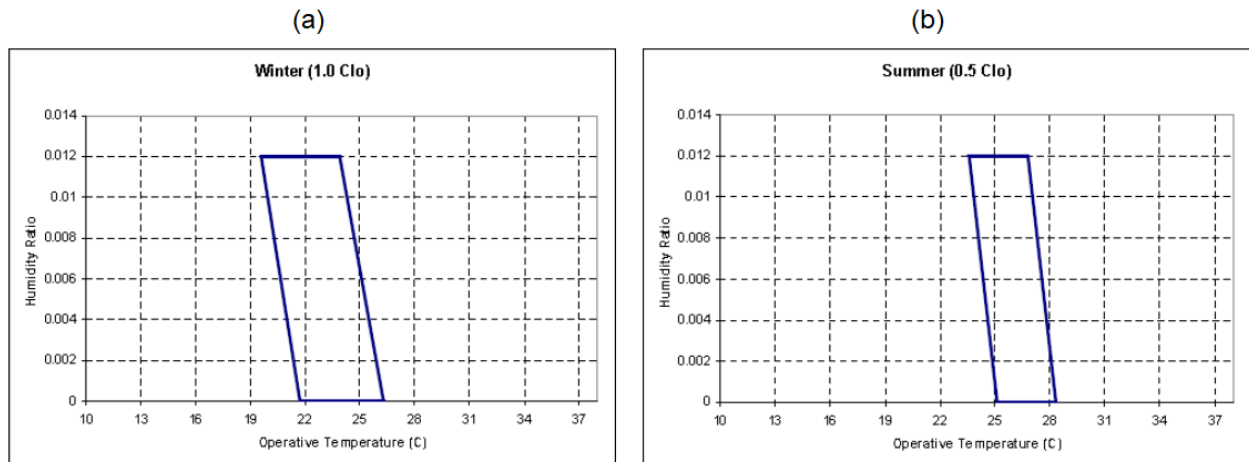 (a)
Winter (1.0 Clo)
0.014
0.012
0.01
0.008
0.006
0.004
0.002
0
Humidity Ratio
10 13 16 19 22 25 28 31 34 37
Operative Temperature (C)
(b)
Summer (0.5 Clo)
0.014
0.012
0.01
0.008
0.006
0.004
0.002
0
Humidity Ratio
10 13 16 19 22 25 28 31 34 37
Operative Temperature (C)